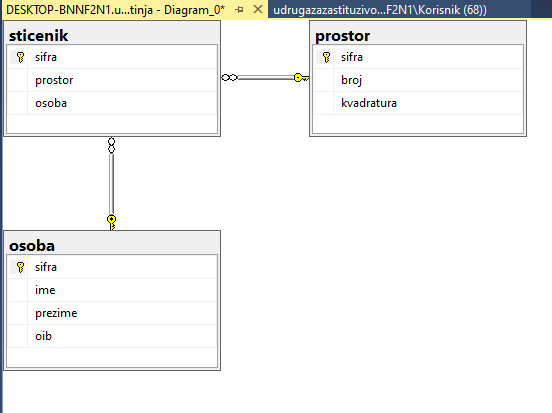 DESKTOP-BNNF2N1.u...tinja - Diagram_0*
udrugazazastituzivo...F2N1\Korisnik (68))
sticenik
sifra
prostor
osoba
prostor
sifra
broj
kvadratura
osoba
sifra
ime
prezime
oib